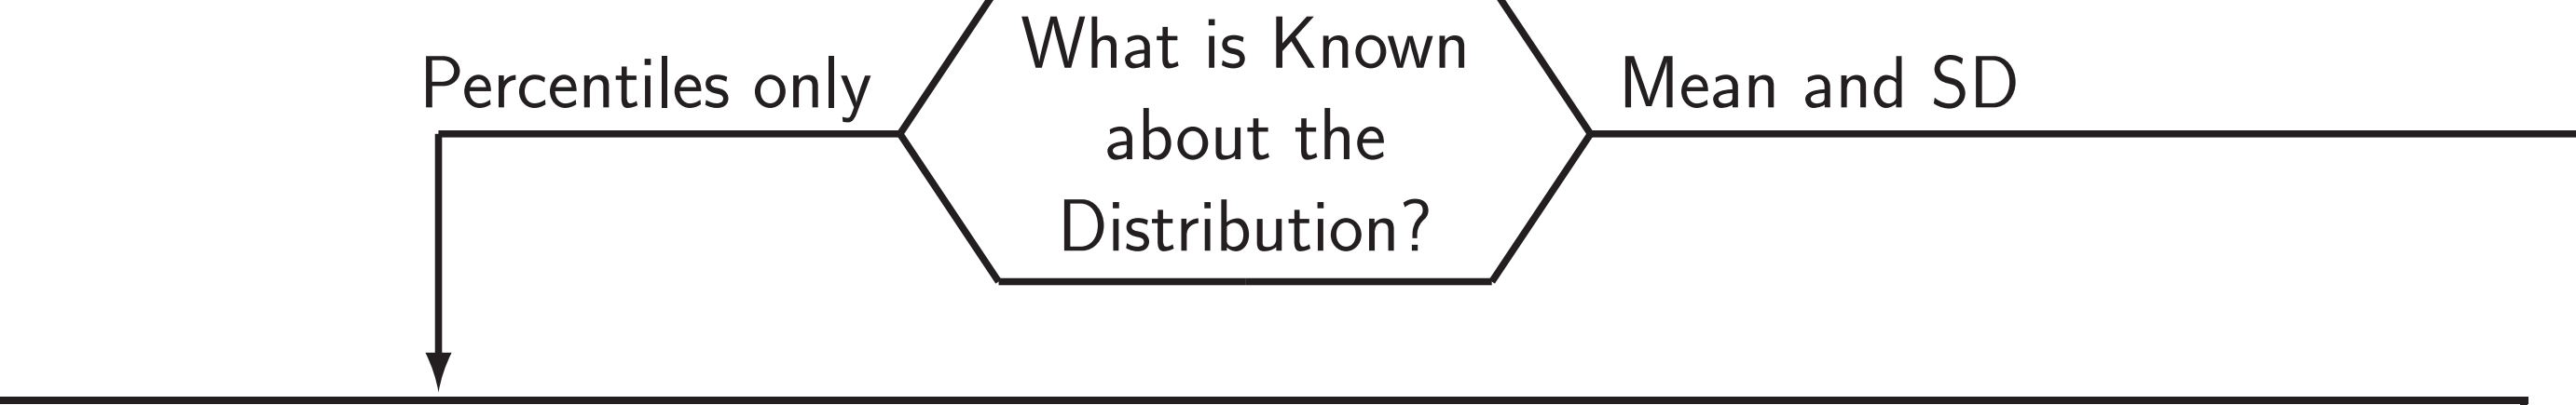 What is Known
about the
Distribution?
Percentiles only
Mean and SD